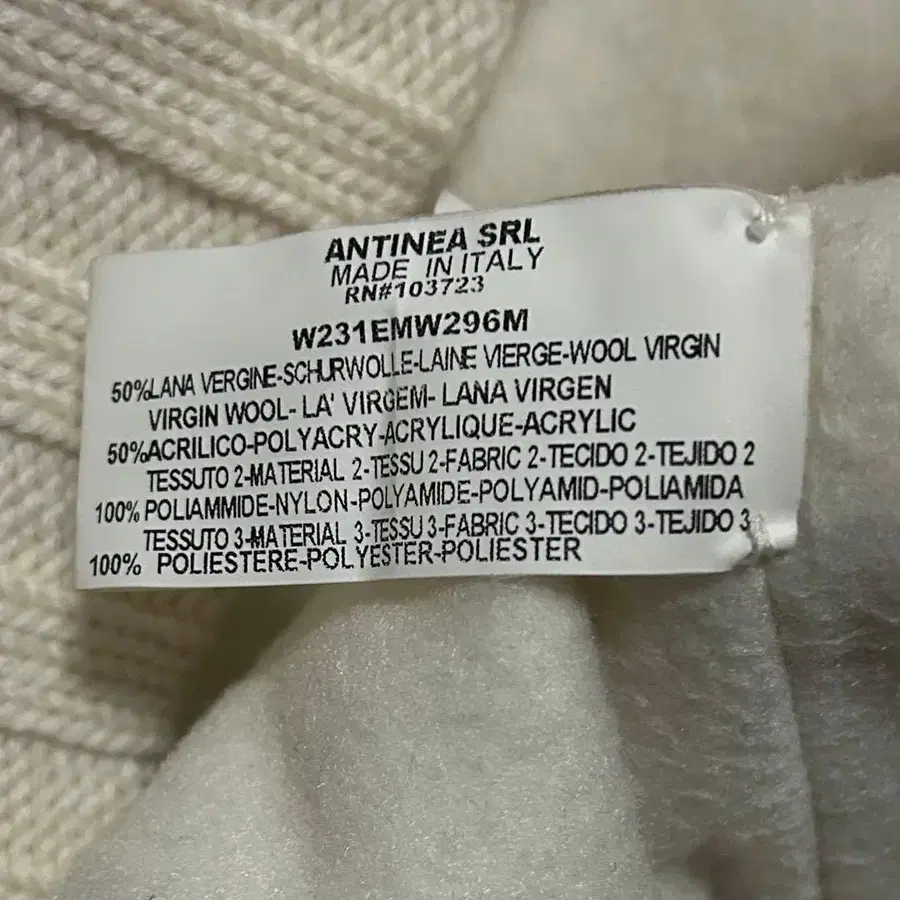 ANTINEA SRL
MADE IN ITALY
RN#103723
W231EMW296M
50%LANA VERGINE-SCHURWOLLE-LAINE VIERGE-WOOL VIRGIN
VIRGIN WOOL- LA' VIRGEM- LANA VIRGEN
50%ACRILICO-POLYACRY-ACRYLIQUE-ACRYLIC
TESSUTO 2-MATERIAL 2-TESSU 2-FABRIC 2-TECIDO 2-TEJIDO 2
100% POLIAMMIDE-NYLON-POLYAMIDE-POLYAMID-POLIAMIDA
TESSUTO 3-MATERIAL 3-TESSU 3-FABRIC 3-TECIDO 3-TEJIDO 3
100% POLIESTERE-POLYESTER-POLIESTER